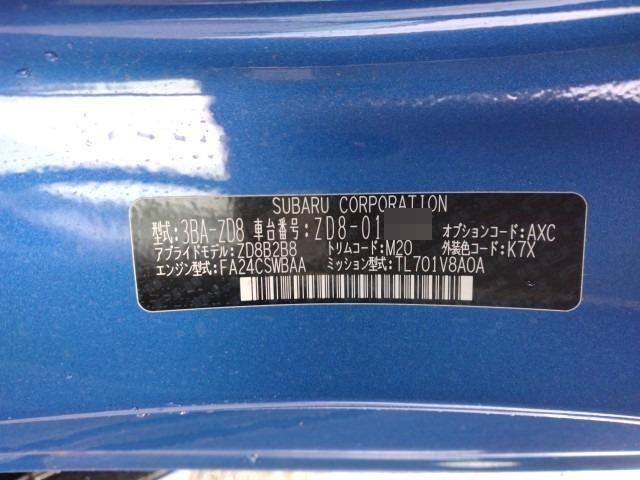 SUBARU CORPORATION
型式:3BA-ZD8 車台番号:ZD8-01 オプションコード:AXC
アプライドモデル:ZD8B2B8 トリムコード:M20 外装色コード:K7X
エンジン型式:FA24CSWBAA ミッション型式:TL701V8A0A